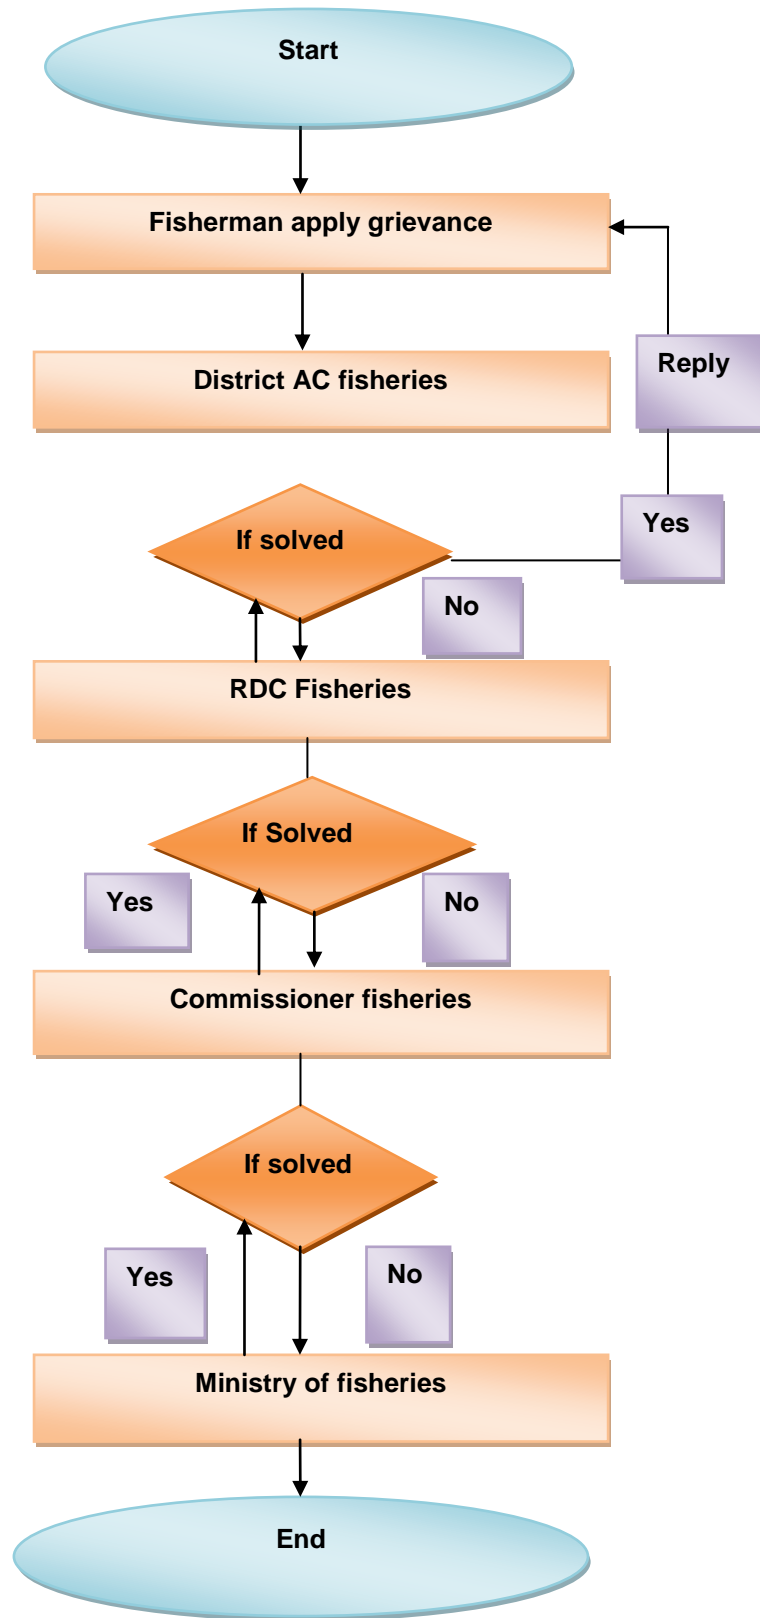 Start
Fisherman apply grievance
District AC fisheries
Reply
Yes
If solved
No
RDC Fisheries
If Solved
Yes
No
Commissioner fisheries
If solved
Yes
No
Ministry of fisheries
End